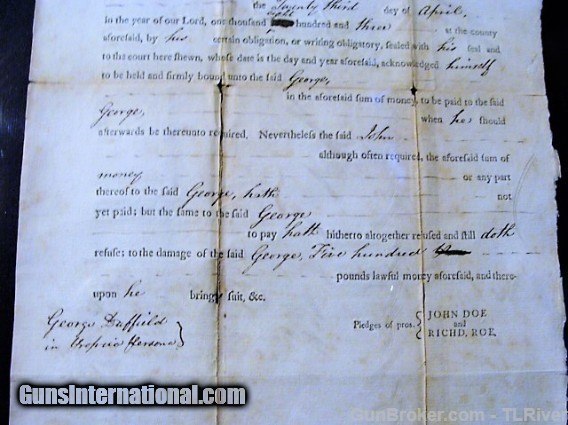 the twenty third day of April,
in the year of our Lord, one thousand eight hundred and three at the county
aforesaid, by his certain obligation, or writing obligatory, sealed with his seal and
to the court here shewn, whose date is the day and year aforesaid, acknowledged himself
to be held and firmly bound unto the said George,
in the aforesaid sum of money, to be paid to the said
George, when he should
afterwards be thereunto required. Nevertheless the said John
although often required, the aforesaid sum of
money or any part
thereof to the said George, hath not
yet paid; but the same to the said George
to pay hath hitherto altogether refused and still doth
refuse; to the damage of the said George, Five hundred
pounds lawful money aforesaid, and there-
upon he brings suit, &c.
George Duffield
in Propria Persona
Pledges of pros. JOHN DOE
and
RICHD. ROE.
GunsInternational.com
GunBroker.com - TLRiver